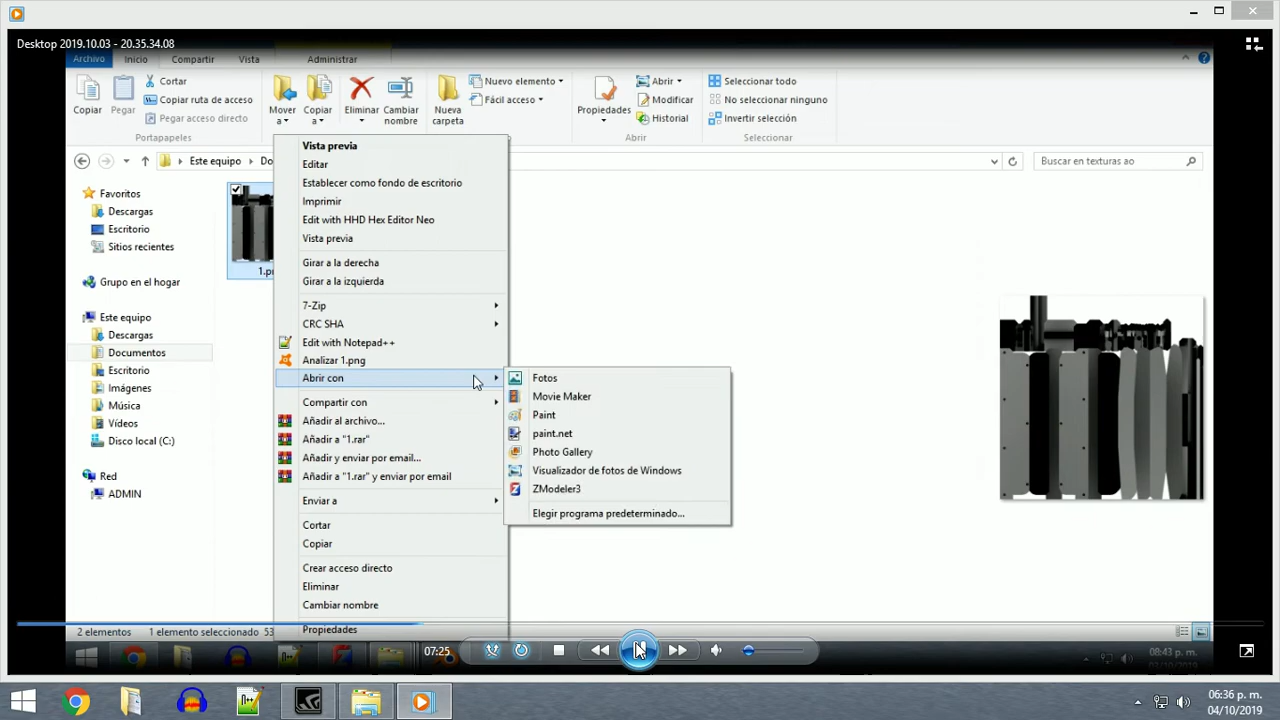 Desktop 2019.10.03 - 20.35.34.08
Archivo
Inicio
Compartir
Vista
Administrar
Copiar
Pegar
Cortar
Copiar ruta de acceso
Pegar acceso directo
Portapapeles
Mover a
Copiar a
Eliminar
Cambiar nombre
Nueva carpeta
Nuevo elemento
Fácil acceso
Propiedades
Abrir
Modificar
Historial
Abrir
Seleccionar todo
No seleccionar ninguno
Invertir selección
Seleccionar
Este equipo
Buscar en texturas ao
Favoritos
Descargas
Escritorio
Sitios recientes
Grupo en el hogar
Este equipo
Descargas
Documentos
Escritorio
Imágenes
Música
Vídeos
Disco local (C:)
Red
ADMIN
Vista previa
Editar
Establecer como fondo de escritorio
Imprimir
Edit with HHD Hex Editor Neo
Vista previa
Girar a la derecha
Girar a la izquierda
7-Zip
CRC SHA
Edit with Notepad++
Analizar 1.png
Abrir con
Compartir con
Añadir al archivo...
Añadir a "1.rar"
Añadir y enviar por email...
Añadir a "1.rar" y enviar por email
Enviar a
Cortar
Copiar
Crear acceso directo
Eliminar
Cambiar nombre
Propiedades
Fotos
Movie Maker
Paint
paint.net
Photo Gallery
Visualizador de fotos de Windows
ZModeler3
Elegir programa predeterminado...
2 elementos
1 elemento seleccionado
07:25
08:43 p. m.
03/10/2019
06:36 p. m.
04/10/2019